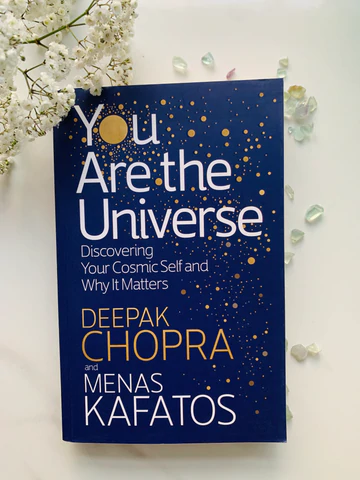 You
Are the
Universe
Discovering
Your Cosmic Self and
Why It Matters
DEEPAK
CHOPRA
and
MENAS
KAFATOS